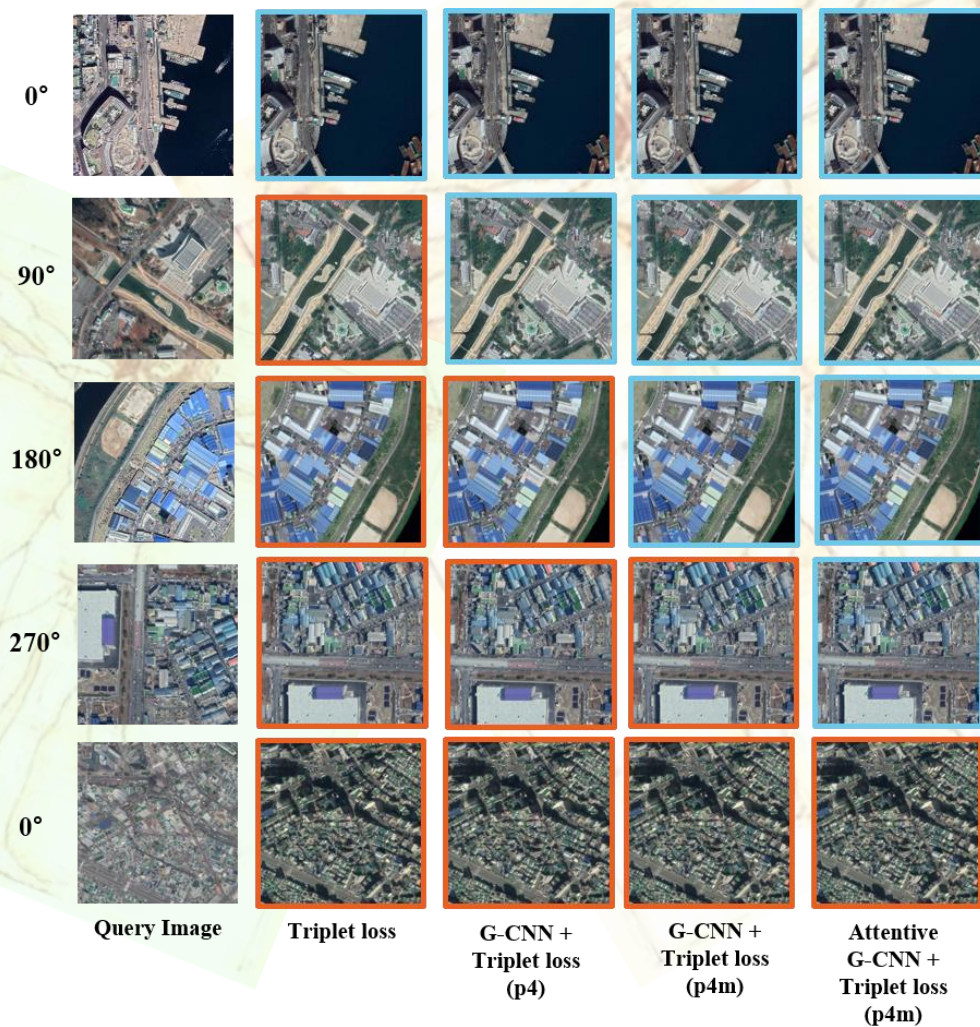 0°
90°
180°
270°
0°
Query Image
Triplet loss
G-CNN +
Triplet loss
(p4)
G-CNN +
Triplet loss
(p4m)
Attentive
G-CNN +
Triplet loss
(p4m)